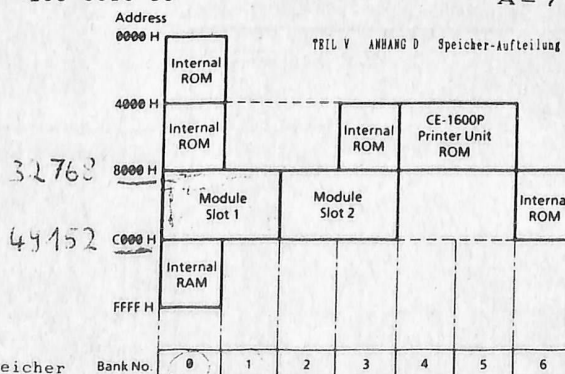 A - 7
Address
0000 H
TEIL V ANHANG D Speicher-Aufteilung
Internal
ROM
4000 H
Internal
ROM
Internal
ROM
CE-1600P
Printer Unit
ROM
32768 8000 H
Module
Slot 1
Module
Slot 2
Interna
ROM
49152 C000 H
Internal
RAM
FFFF H
eicher Bank No. 0 1 2 3 4 5 6